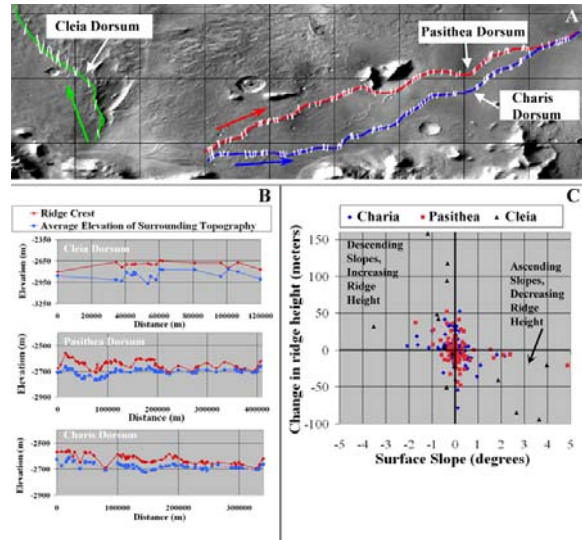 A
Cleia Dorsum
Pasithea Dorsum
Charis Dorsum
B
Ridge Crest
Average Elevation of Surrounding Topography
Cleia Dorsum
Elevation (m)
-2350
-2650
-2950
-3250
0 20000 40000 60000 80000 100000 120000
Distance (m)
Pasithea Dorsum
Elevation (m)
-2500
-2700
-2900
0 100000 200000 300000 400000
Distance (m)
Charis Dorsum
Elevation (m)
-2700
-2900
0 100000 200000 300000
Distance (m)
C
Charia Pasithea Cleia
Change in ridge height (meters)
150
100
50
0
-50
-100
Descending Slopes, Increasing Ridge Height
Ascending Slopes, Decreasing Ridge Height
-5 -4 -3 -2 -1 0 1 2 3 4 5
Surface Slope (degrees)